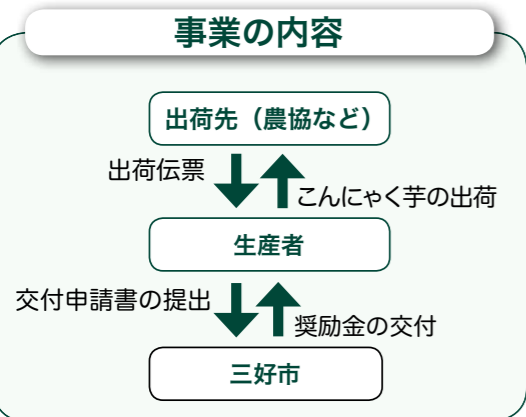 事業の内容
出荷先（農協など）
出荷伝票
こんにゃく芋の出荷
生産者
交付申請書の提出
奨励金の交付
三好市